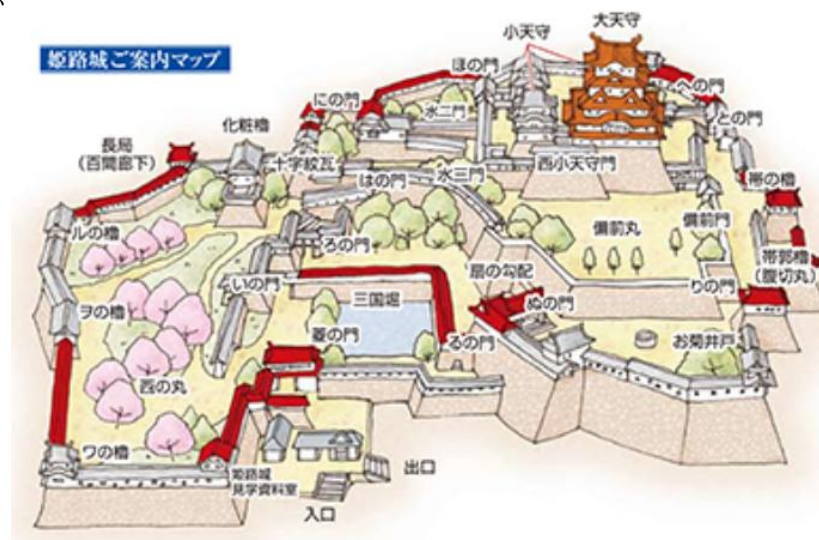 姫路城ご案内マップ
大天守
小天守
ほの門
への門
にの門
水二門
との門
化粧櫓
長局
(百間廊下)
十字紋瓦
はの門
水三門
西小天守門
帯の櫓
ルの櫓
ろの門
備前丸
備前門
扇の勾配
帯郭櫓
(腹切丸)
いの門
りの門
ヲの櫓
三国堀
ぬの門
菱の門
るの門
お菊井戸
西の丸
ワの櫓
姫路城
見学資料室
出口
入口